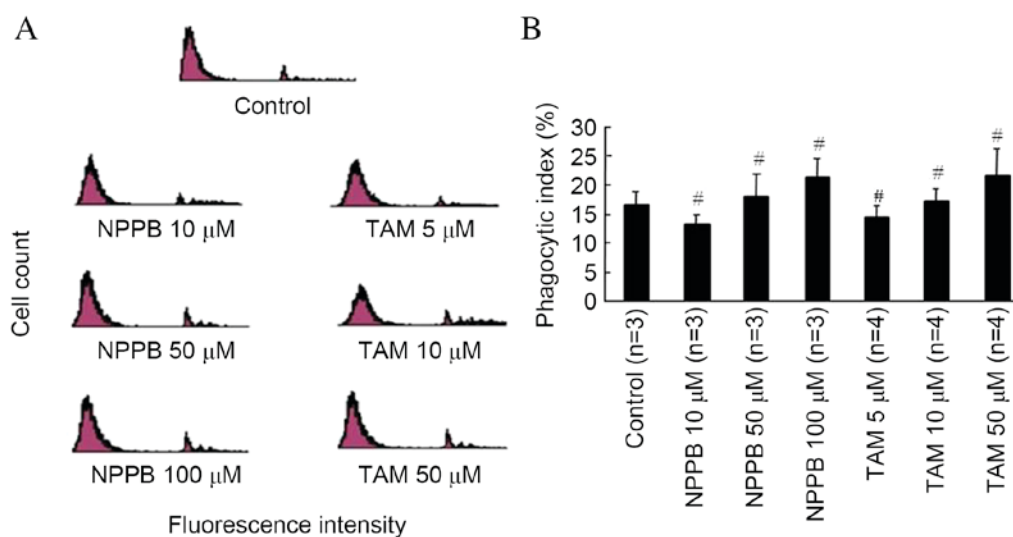 A
Control
NPPB 10 μM
TAM 5 μM
NPPB 50 μM
TAM 10 μM
NPPB 100 μM
TAM 50 μM
Cell count
Fluorescence intensity
B
Phagocytic index (%)
30
25
20
15
10
5
0
# # # # # #
Control (n=3)
NPPB 10 μM (n=3)
NPPB 50 μM (n=3)
NPPB 100 μM (n=3)
TAM 5 μM (n=4)
TAM 10 μM (n=4)
TAM 50 μM (n=4)